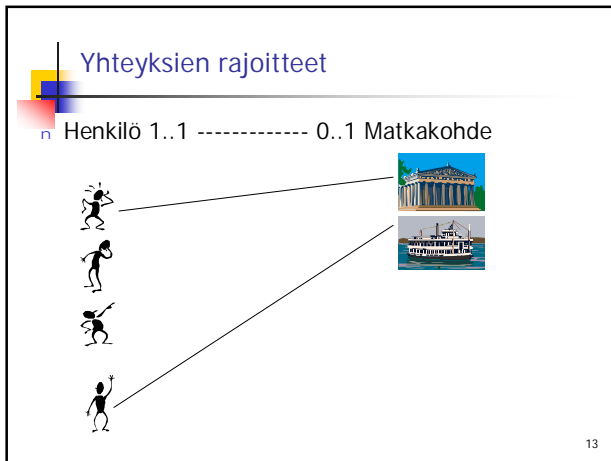 Yhteyksien rajoitteet
n Henkilö 1..1 ------------- 0..1 Matkakohde
13